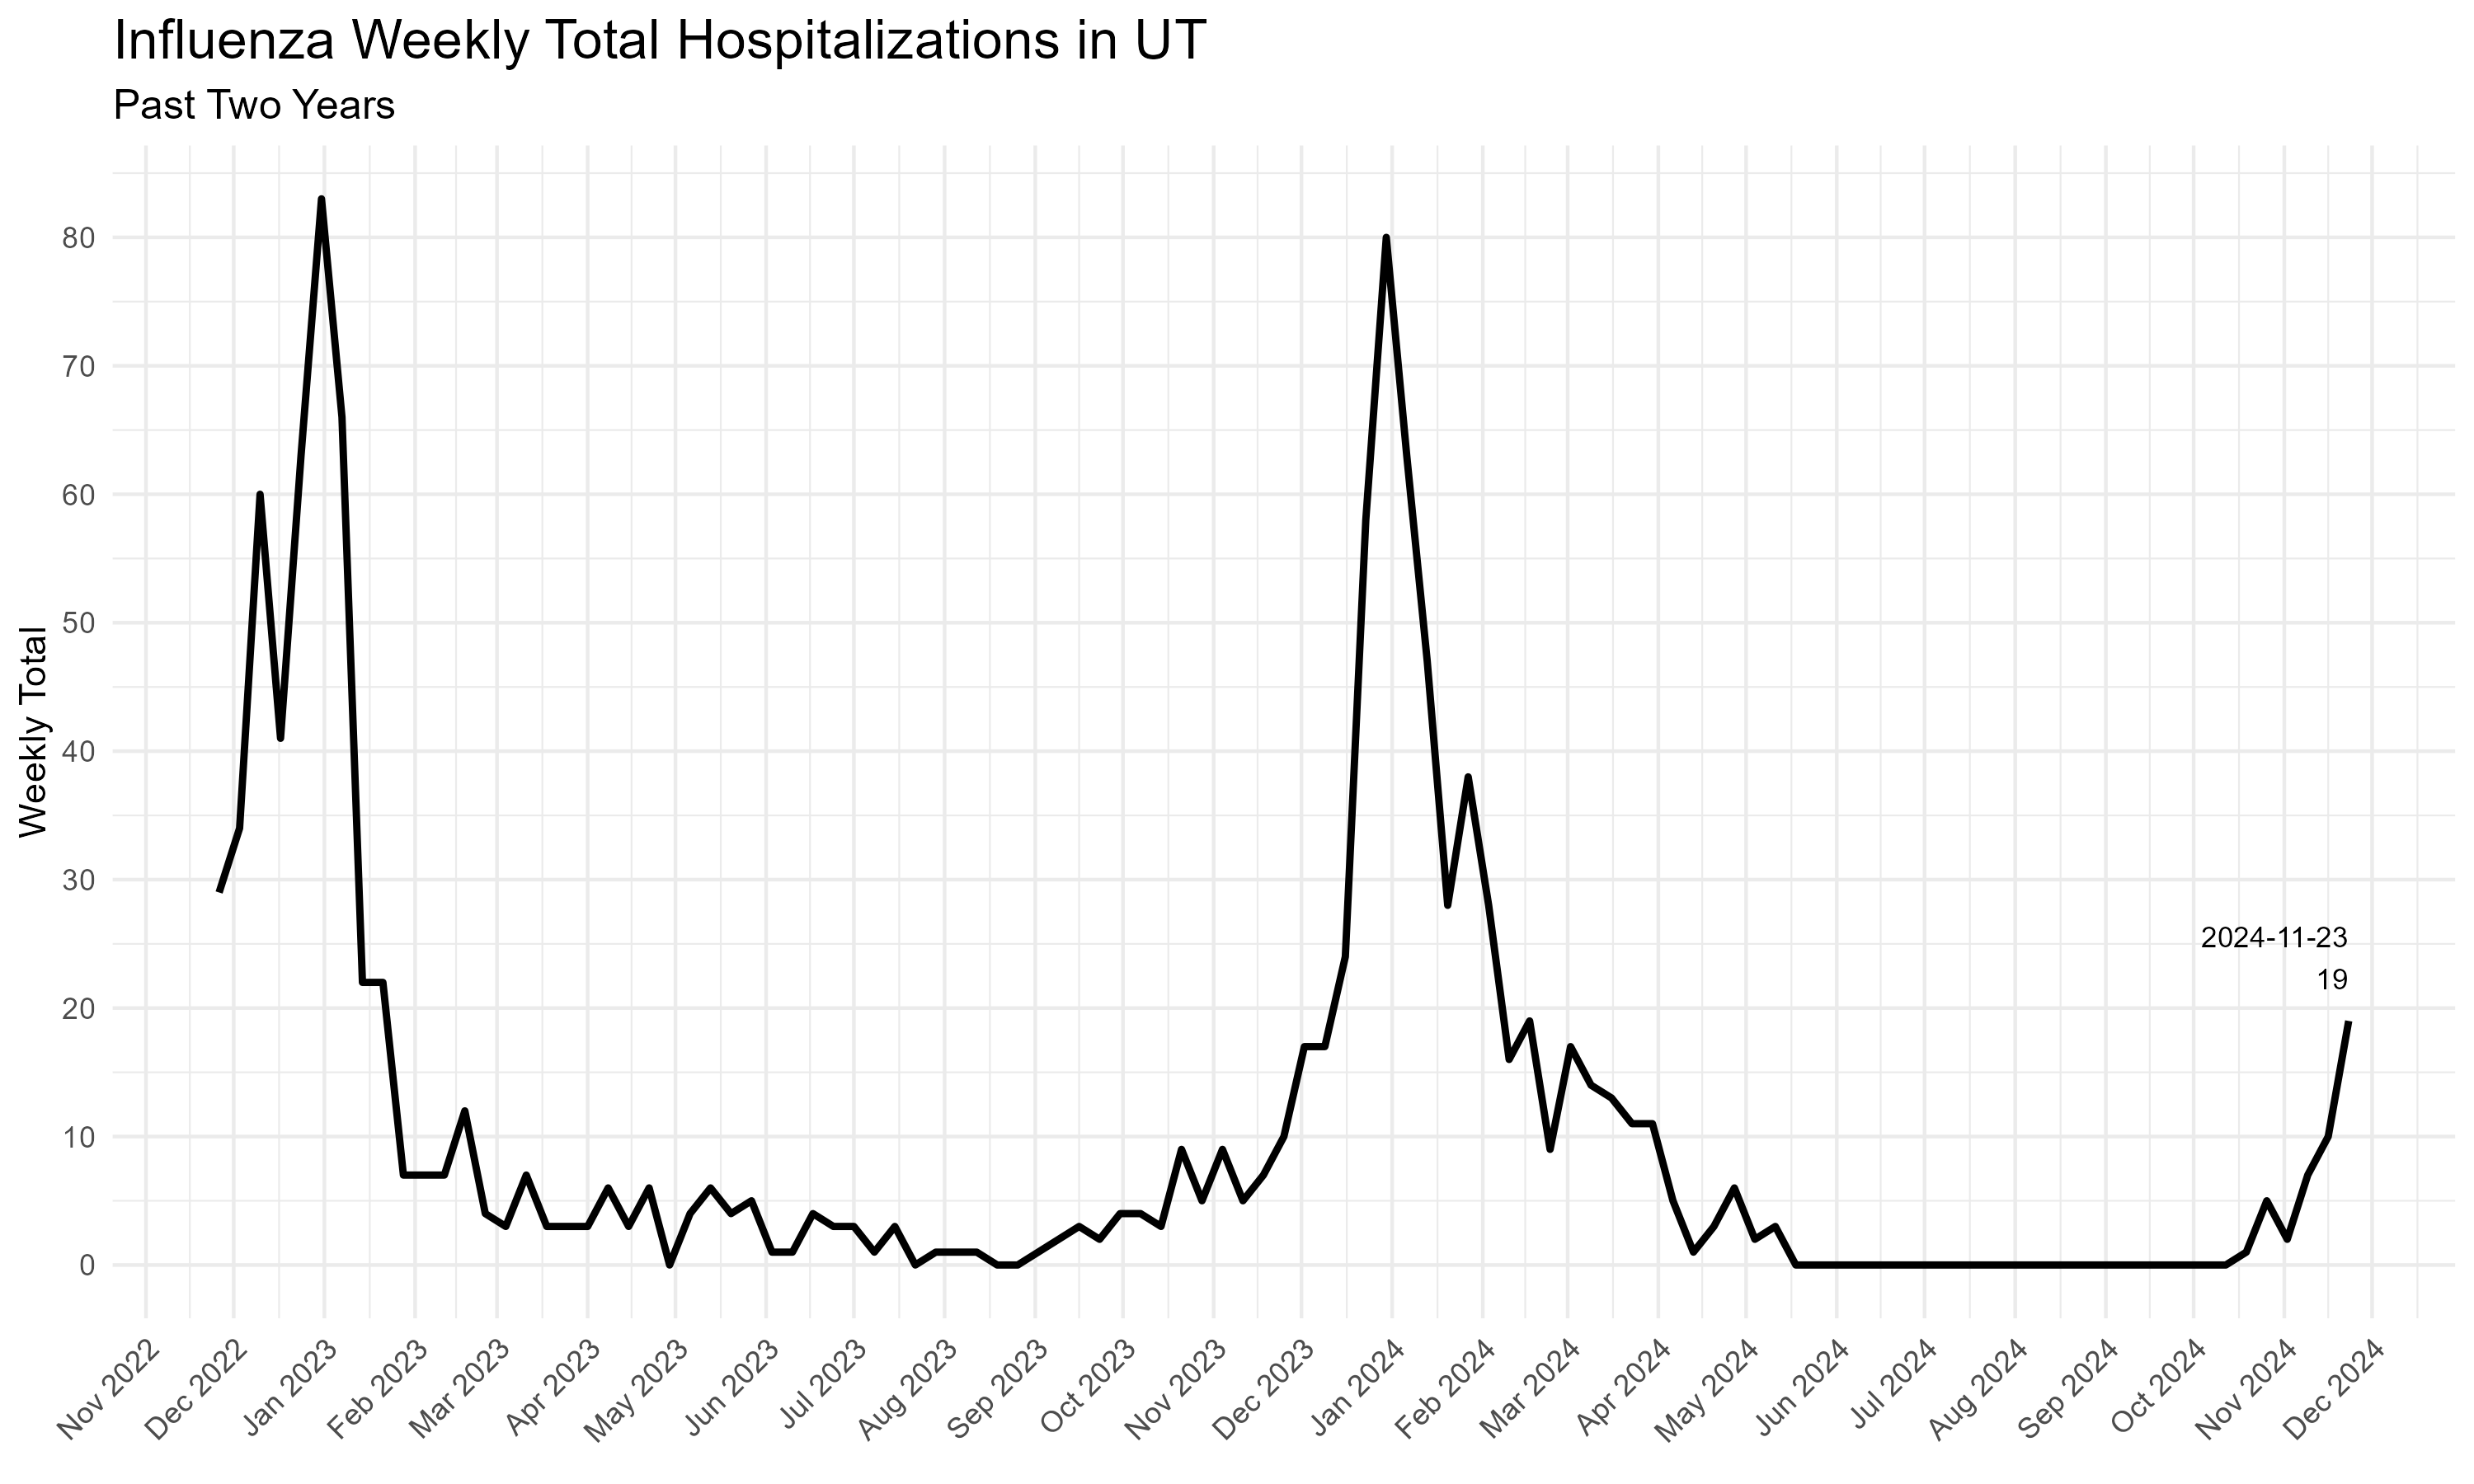 Influenza Weekly Total Hospitalizations in UT
Past Two Years
Weekly Total
80
70
60
50
40
30
20
10
0
2024-11-23
19
Nov 2022
Dec 2022
Jan 2023
Feb 2023
Mar 2023
Apr 2023
May 2023
Jun 2023
Jul 2023
Aug 2023
Sep 2023
Oct 2023
Nov 2023
Dec 2023
Jan 2024
Feb 2024
Mar 2024
Apr 2024
May 2024
Jun 2024
Jul 2024
Aug 2024
Sep 2024
Oct 2024
Nov 2024
Dec 2024